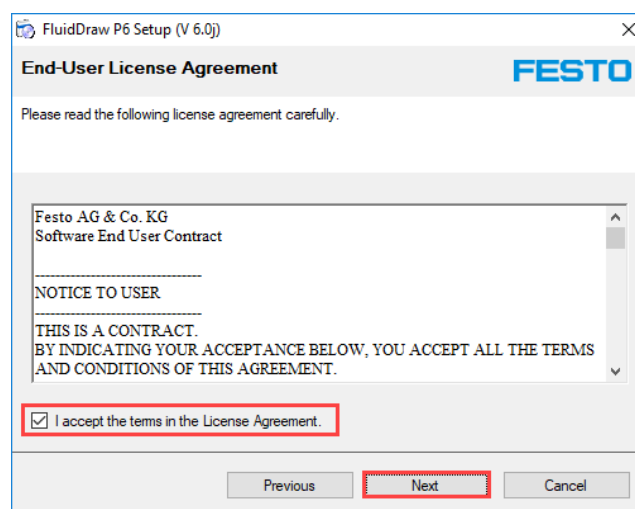 FluidDraw P6 Setup (V 6.0j)
End-User License Agreement
FESTO
Please read the following license agreement carefully.
Festo AG & Co. KG
Software End User Contract
---------------------------------
NOTICE TO USER
---------------------------------
THIS IS A CONTRACT.
BY INDICATING YOUR ACCEPTANCE BELOW, YOU ACCEPT ALL THE TERMS
AND CONDITIONS OF THIS AGREEMENT.
I accept the terms in the License Agreement.
Previous
Next
Cancel